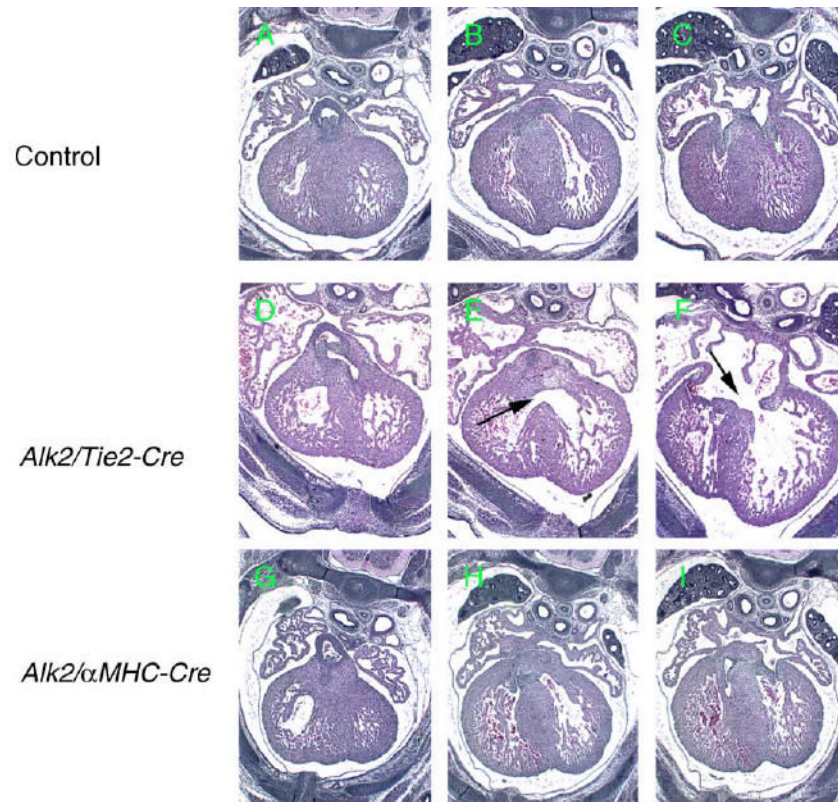 A B C
Control
D E F
Alk2/Tie2-Cre
G H I
Alk2/αMHC-Cre